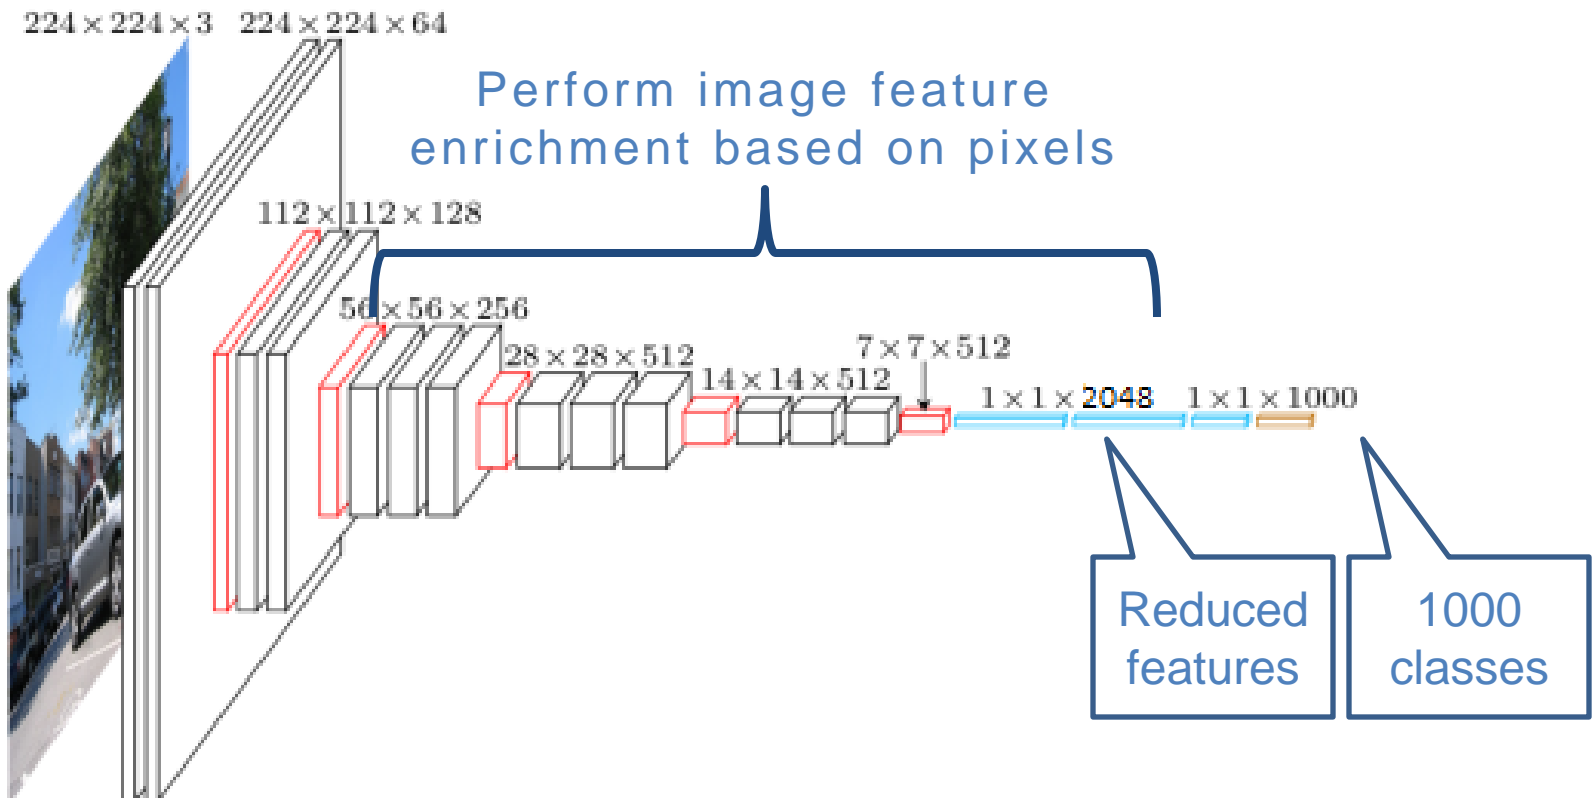 224 × 224 × 3
224 × 224 × 64
Perform image feature
enrichment based on pixels
112 × 112 × 128
56 × 56 × 256
28 × 28 × 512
14 × 14 × 512
7 × 7 × 512
1 × 1 × 2048
1 × 1 × 1000
Reduced
features
1000
classes